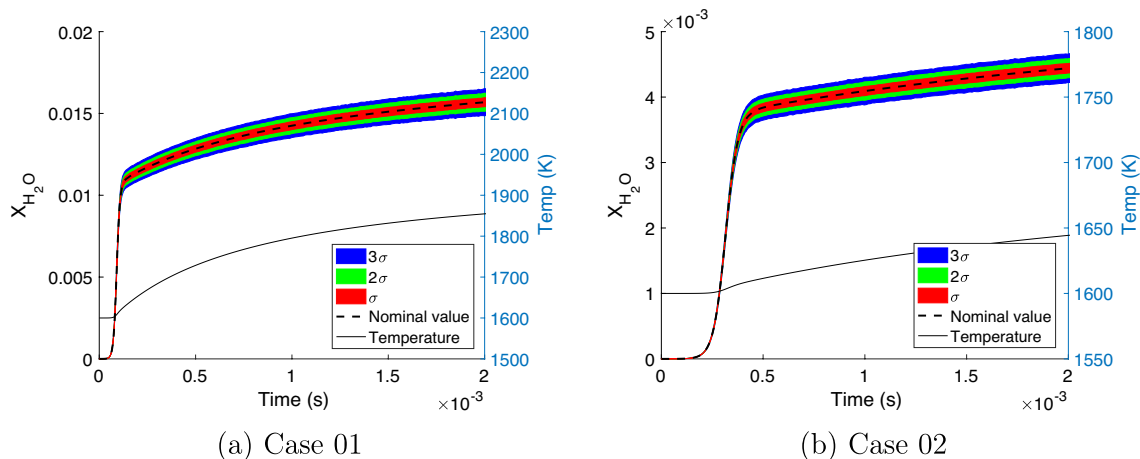 0.02
0.015
0.01
0.005
0
X_H₂O
2300
2200
2100
2000
1900
1800
1700
1600
1500
Temp (K)
3σ
2σ
σ
Nominal value
Temperature
0 0.5 1 1.5 2
Time (s) ×10⁻³
(a) Case 01
×10⁻³
5
4
3
2
1
0
X_H₂O
1800
1750
1700
1650
1600
1550
Temp (K)
3σ
2σ
σ
Nominal value
Temperature
0 0.5 1 1.5 2
Time (s) ×10⁻³
(b) Case 02